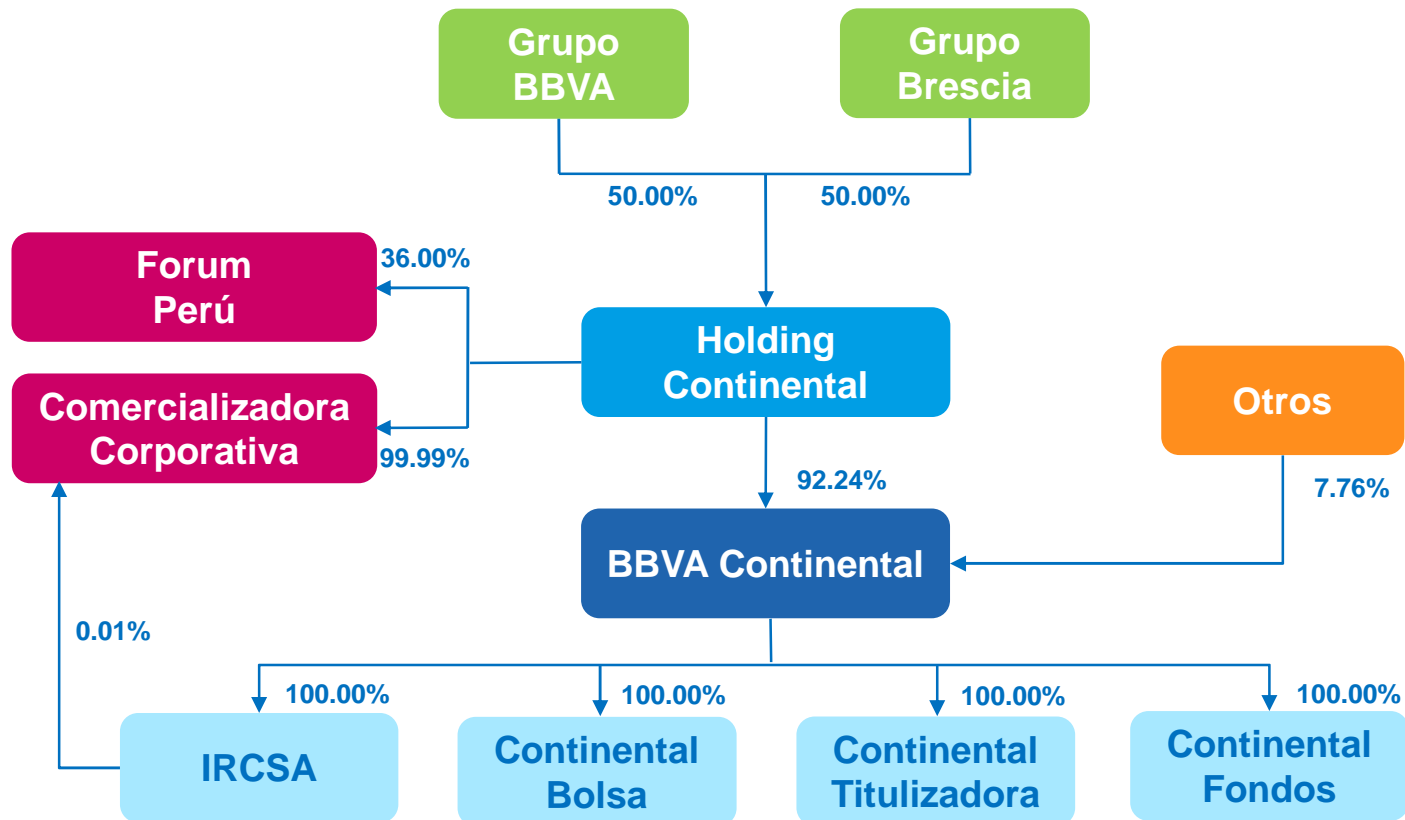 Grupo
BBVA
Grupo
Brescia
50.00%
50.00%
Forum
Perú
36.00%
Holding
Continental
Comercializadora
Corporativa
99.99%
Otros
92.24%
7.76%
BBVA Continental
0.01%
100.00%
100.00%
100.00%
100.00%
IRCSA
Continental
Bolsa
Continental
Titulizadora
Continental
Fondos